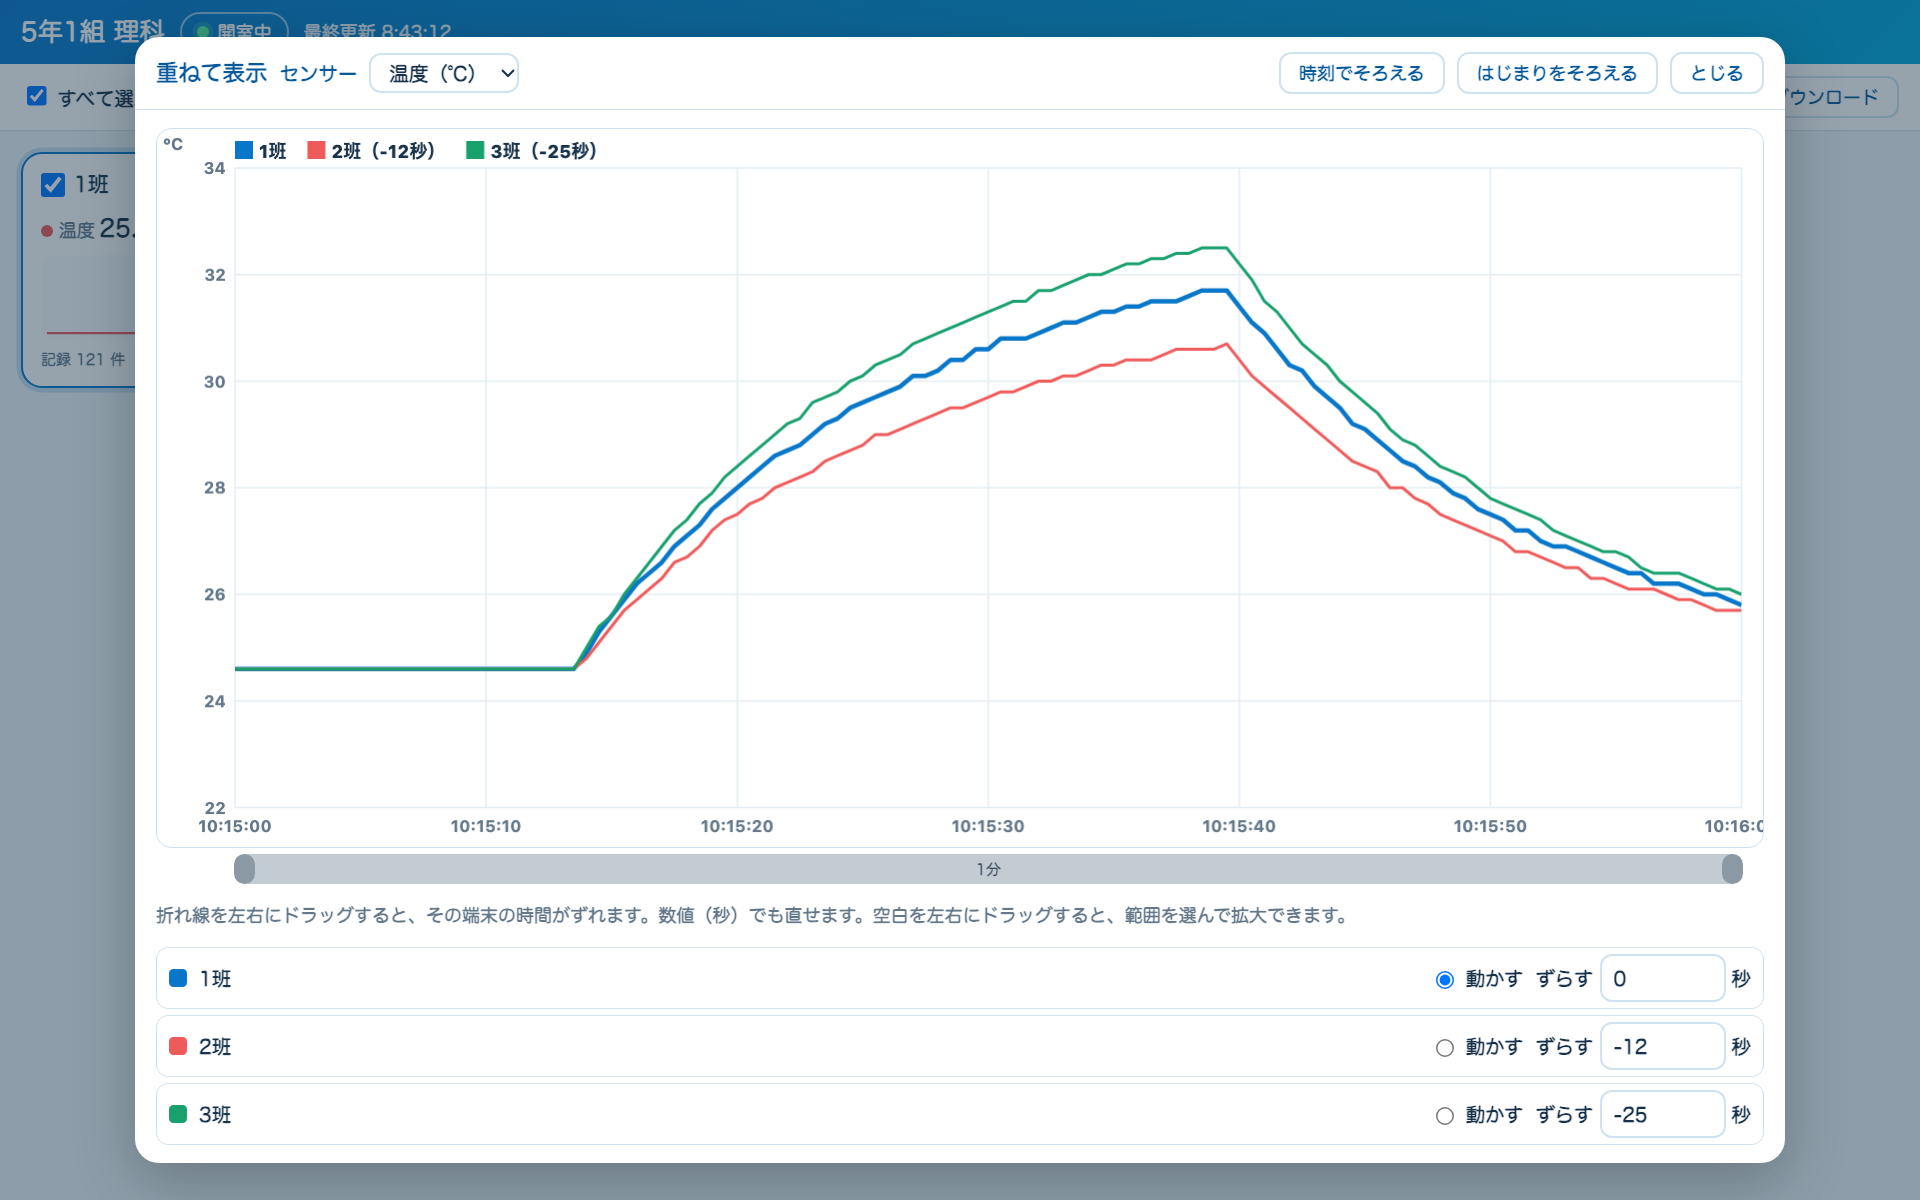 5年1組 理科 開室中 最終更新 8:43:12
重ねて表示 センサー 温度（℃） 時刻でそろえる はじまりをそろえる とじる
すべて選 ウンロード
1班
温度 25.
記録 121 件
°C 1班 2班（-12秒） 3班（-25秒）
34
32
30
28
26
24
22
10:15:00 10:15:10 10:15:20 10:15:30 10:15:40 10:15:50 10:16:0
1分
折れ線を左右にドラッグすると、その端末の時間がずれます。数値（秒）でも直せます。空白を左右にドラッグすると、範囲を選んで拡大できます。
1班 動かす ずらす 0 秒
2班 動かす ずらす -12 秒
3班 動かす ずらす -25 秒